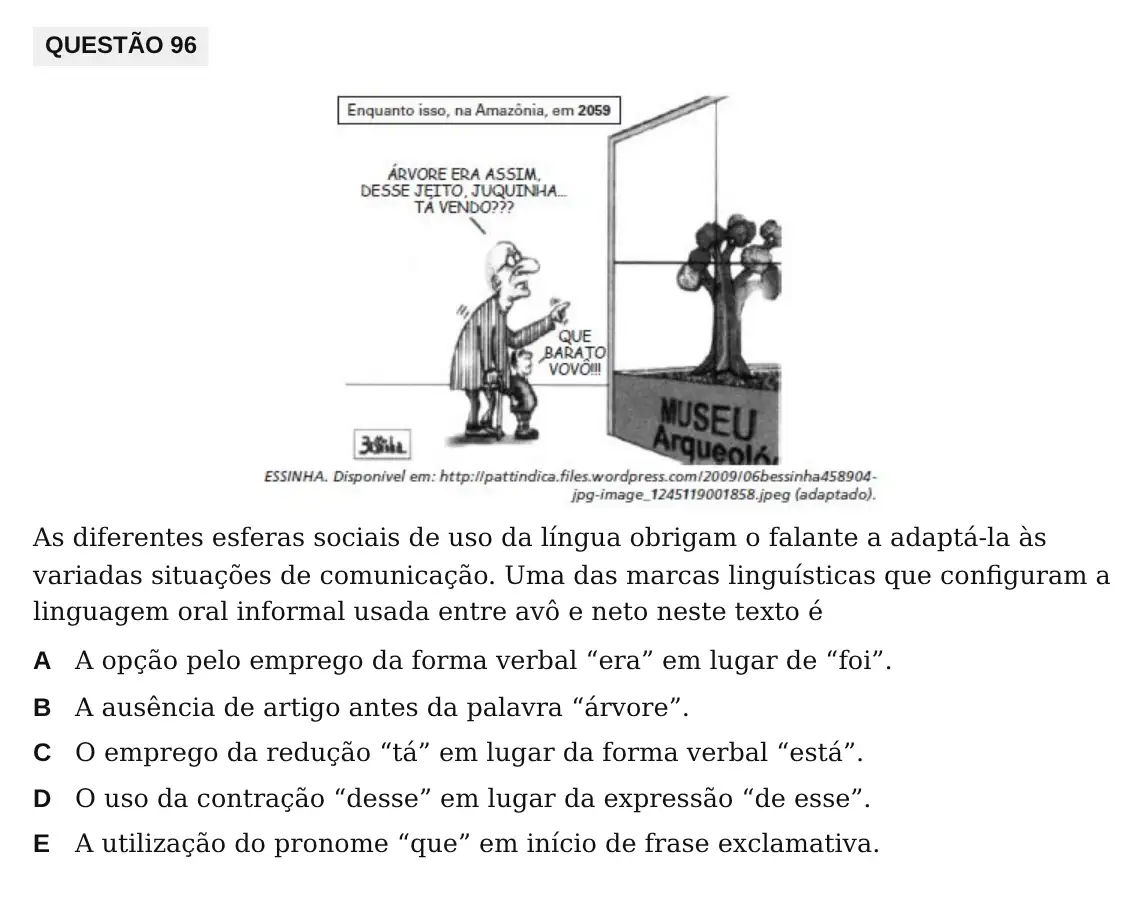 QUESTÃO 96
Enquanto isso, na Amazônia, em 2059
ÁRVORE ERA ASSIM,
DESSE JEITO, JUQUINHA...
TÁ VENDO???
QUE
BARATO
VOVÔ!!!
MUSEU
Arqueoló
Bessinha
ESSINHA. Disponível em: http://pattindica.files.wordpress.com/2009/06bessinha458904-
jpg-image_1245119001858.jpeg (adaptado).
As diferentes esferas sociais de uso da língua obrigam o falante a adaptá-la às
variadas situações de comunicação. Uma das marcas linguísticas que configuram a
linguagem oral informal usada entre avô e neto neste texto é
A A opção pelo emprego da forma verbal “era” em lugar de “foi”.
B A ausência de artigo antes da palavra “árvore”.
C O emprego da redução “tá” em lugar da forma verbal “está”.
D O uso da contração “desse” em lugar da expressão “de esse”.
E A utilização do pronome “que” em início de frase exclamativa.